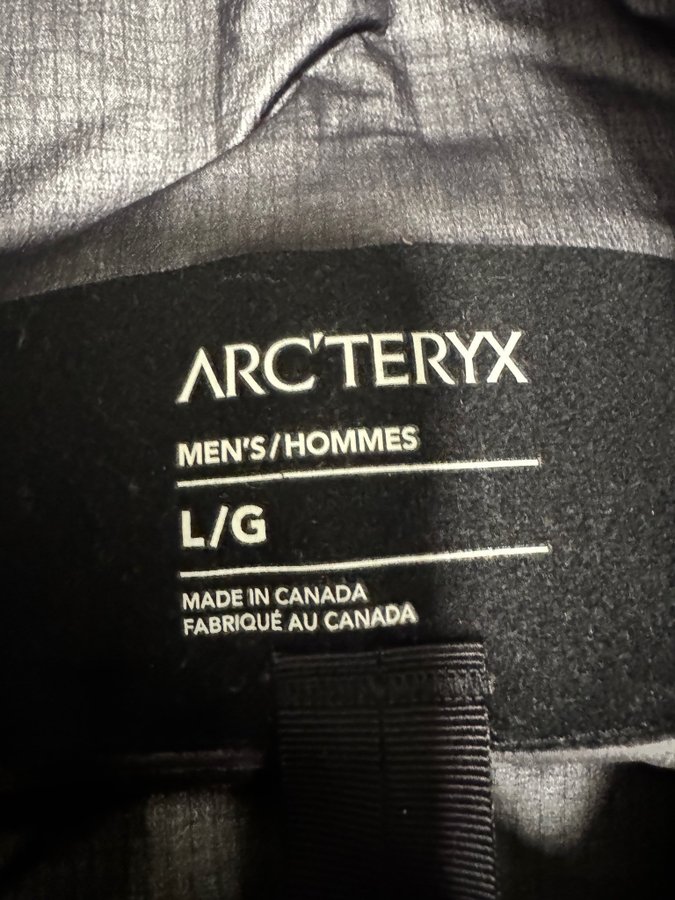 ARC'TERYX
MEN'S/HOMMES
L/G
MADE IN CANADA
FABRIQUÉ AU CANADA